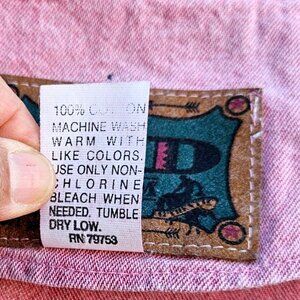 100% COTTON
MACHINE WASH
WARM WITH
LIKE COLORS.
USE ONLY NON-
CHLORINE
BLEACH WHEN
NEEDED. TUMBLE
DRY LOW.
RN 79753